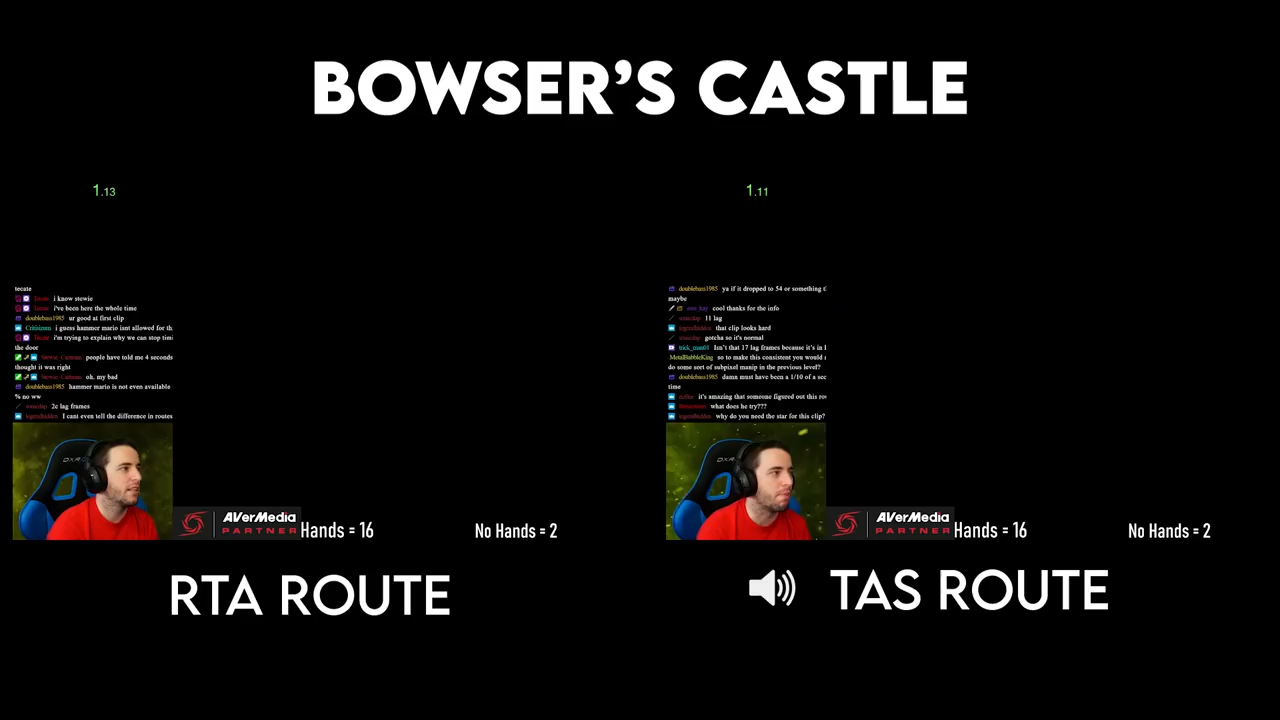 BOWSER'S CASTLE
1.13
tecate
i know stewie
i've been here the whole time
doublebass1985 ur good at first clip
Critisizum i guess hammer mario isnt allowed for th
i'm trying to explain why we can stop timi
the door
people have told me 4 seconds
thought it was right
oh. my bad
doublebass1985 hammer mario is not even available
% no ww
2c lag frames
I cant even tell the difference in routes
AVerMedia
PARTNER
Hands = 16
No Hands = 2
RTA ROUTE
1.11
doublebass1985 ya if it dropped to 54 or something t
maybe
cool thanks for the info
11 lag
that clip looks hard
gotcha so it's normal
Isn't that 17 lag frames because it's in l
MetalBubbleKing so to make this consistent you would
do some sort of subpixel manip in the previous level?
doublebass1985 damn must have been a 1/10 of a sec
time
it's amazing that someone figured out this ro
what does he try???
why do you need the star for this clip?
AVerMedia
PARTNER
Hands = 16
No Hands = 2
TAS ROUTE